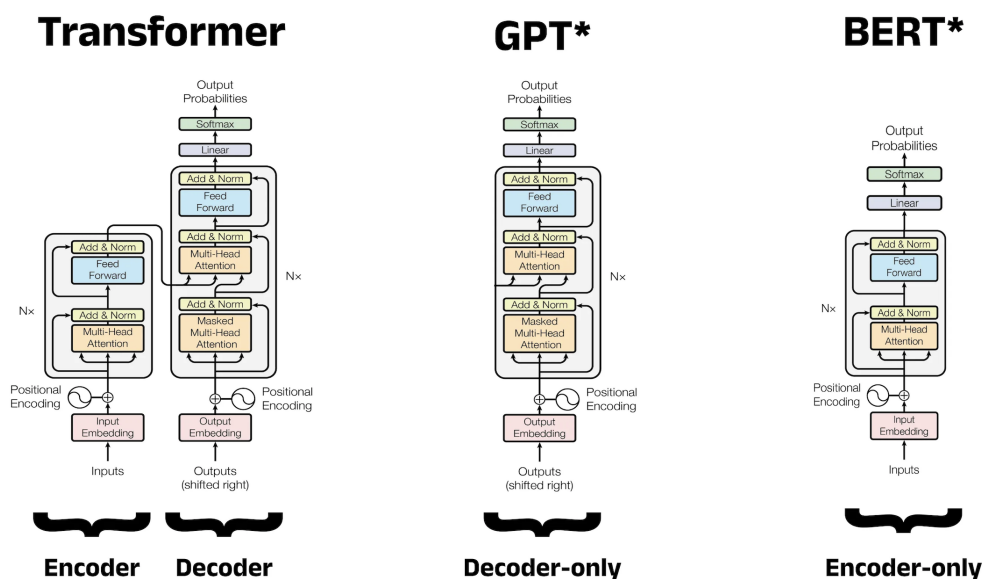 Transformer
Output
Probabilities
Softmax
Linear
Add & Norm
Feed
Forward
Add & Norm
Multi-Head
Attention
Add & Norm
Masked
Multi-Head
Attention
N×
Add & Norm
Feed
Forward
Add & Norm
Multi-Head
Attention
N×
Positional
Encoding
Positional
Encoding
Input
Embedding
Output
Embedding
Inputs
Outputs
(shifted right)
Encoder
Decoder
GPT*
Output
Probabilities
Softmax
Linear
Add & Norm
Feed
Forward
Add & Norm
Multi-Head
Attention
N×
Add & Norm
Masked
Multi-Head
Attention
Positional
Encoding
Output
Embedding
Outputs
(shifted right)
Decoder-only
BERT*
Output
Probabilities
Softmax
Linear
Add & Norm
Feed
Forward
N×
Add & Norm
Multi-Head
Attention
Positional
Encoding
Input
Embedding
Inputs
Encoder-only